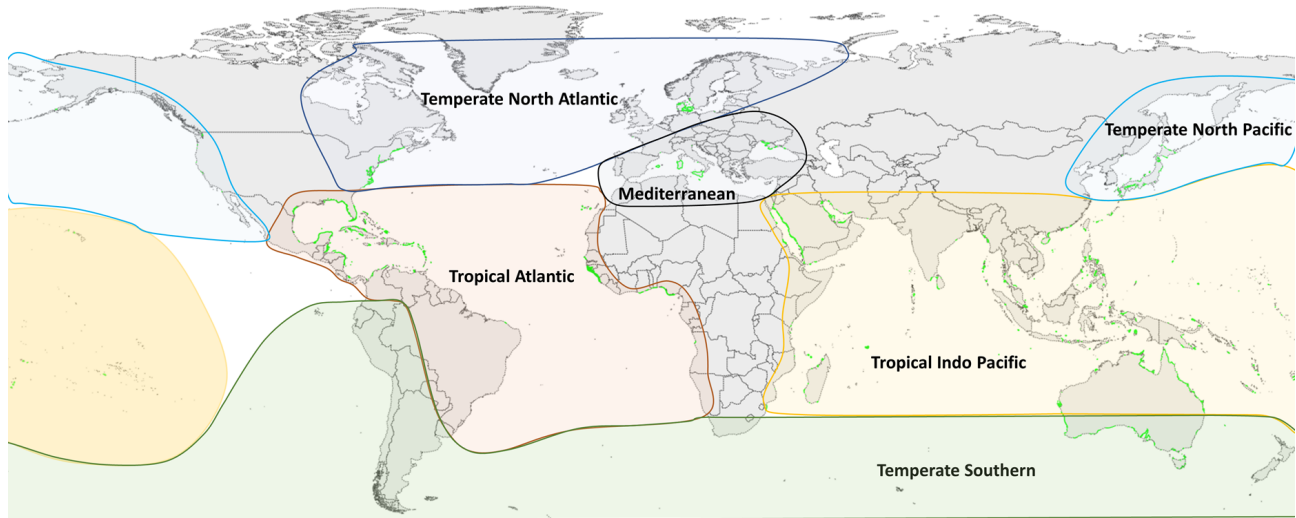 Temperate North Atlantic
Temperate North Pacific
Mediterranean
Tropical Atlantic
Tropical Indo Pacific
Temperate Southern